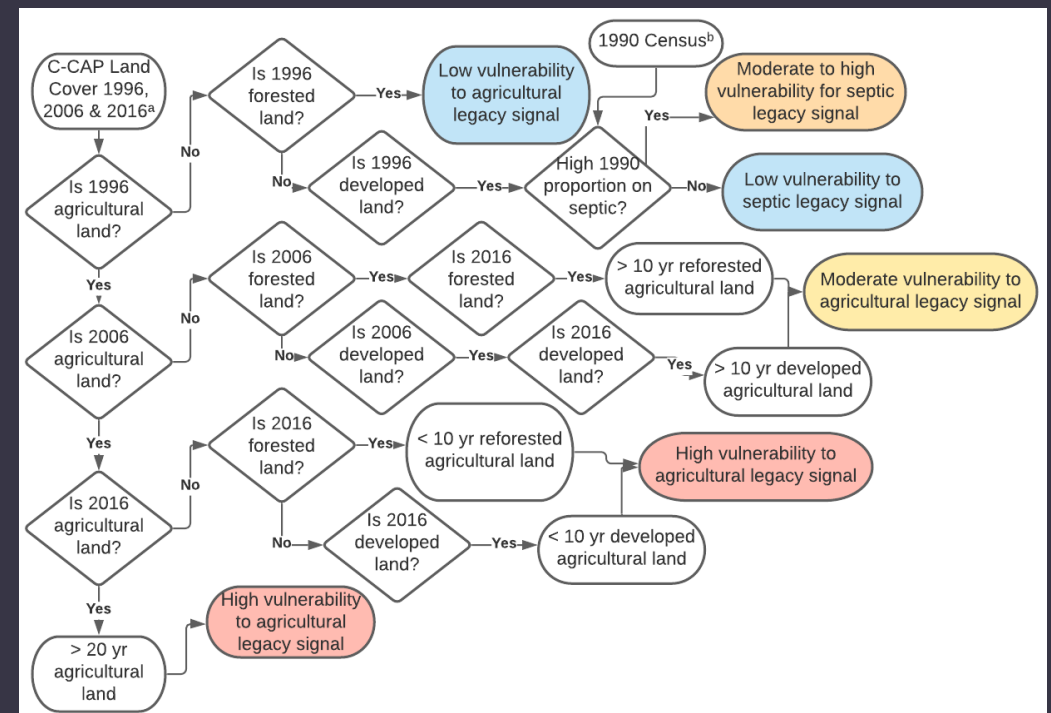 C-CAP Land
Cover 1996,
2006 & 2016ᵃ
Is 1996
forested
land?
Yes
Low vulnerability
to agricultural
legacy signal
1990 Censusᵇ
Moderate to high
vulnerability for septic
legacy signal
Yes
No
Is 1996
agricultural
land?
No
Is 1996
developed
land?
Yes
High 1990
proportion on
septic?
No
Low vulnerability to
septic legacy signal
Yes
Is 2006
agricultural
land?
No
Is 2006
forested
land?
Yes
Is 2016
forested
land?
Yes
> 10 yr reforested
agricultural land
Moderate vulnerability to
agricultural legacy signal
No
Is 2006
developed
land?
Yes
Is 2016
developed
land?
Yes
> 10 yr developed
agricultural land
Yes
Is 2016
agricultural
land?
No
Is 2016
forested
land?
Yes
< 10 yr reforested
agricultural land
High vulnerability to
agricultural legacy signal
No
Is 2016
developed
land?
Yes
< 10 yr developed
agricultural land
Yes
> 20 yr
agricultural
land
High vulnerability
to agricultural
legacy signal